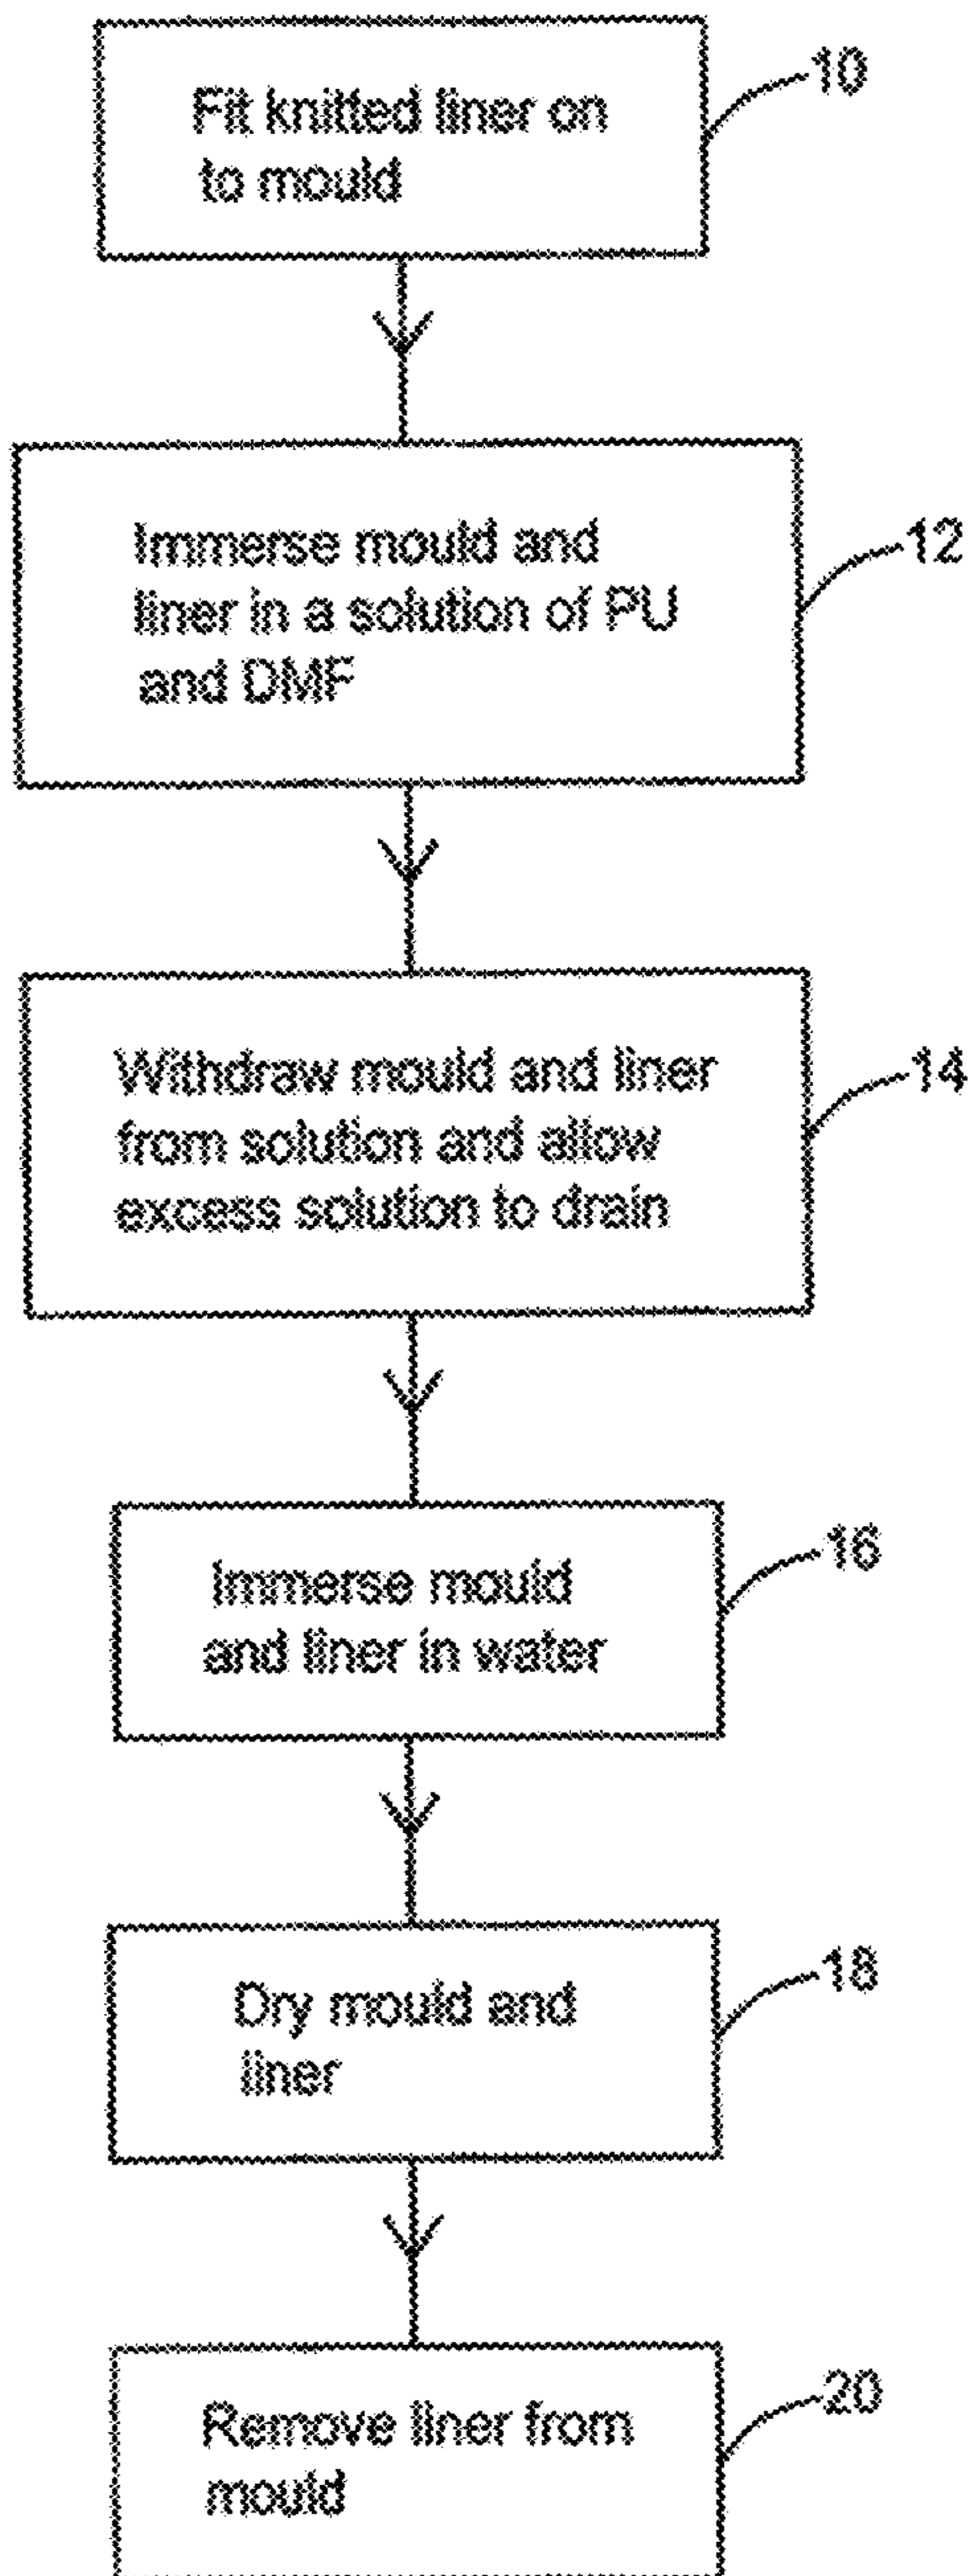 Fit knitted liner on
to mould
10
Immerse mould and
liner in a solution of PU
and DMF
12
Withdraw mould and liner
from solution and allow
excess solution to drain
14
Immerse mould
and liner in water
16
Dry mould and
liner
18
Remove liner from
mould
20